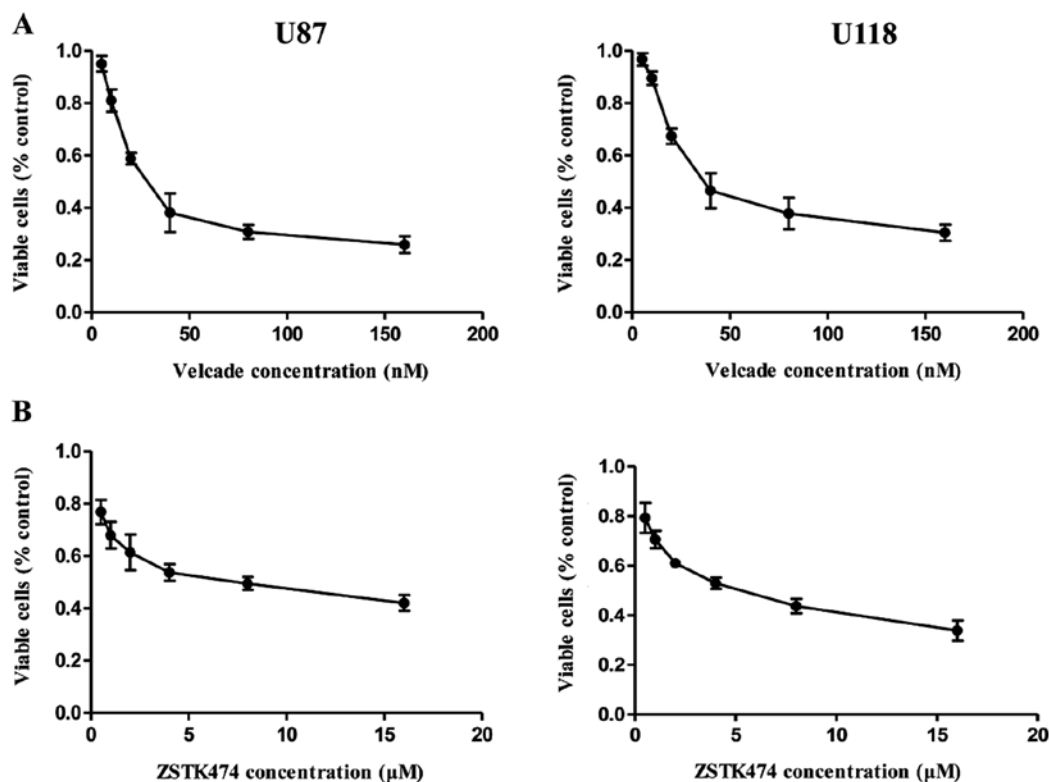 A
U87
U118
Viable cells (% control)
1.0
0.8
0.6
0.4
0.2
0.0
0 50 100 150 200
Velcade concentration (nM)
Viable cells (% control)
1.0
0.8
0.6
0.4
0.2
0.0
0 50 100 150 200
Velcade concentration (nM)
B
Viable cells (% control)
1.0
0.8
0.6
0.4
0.2
0.0
0 5 10 15 20
ZSTK474 concentration (μM)
Viable cells (% control)
1.0
0.8
0.6
0.4
0.2
0.0
0 5 10 15 20
ZSTK474 concentration (μM)